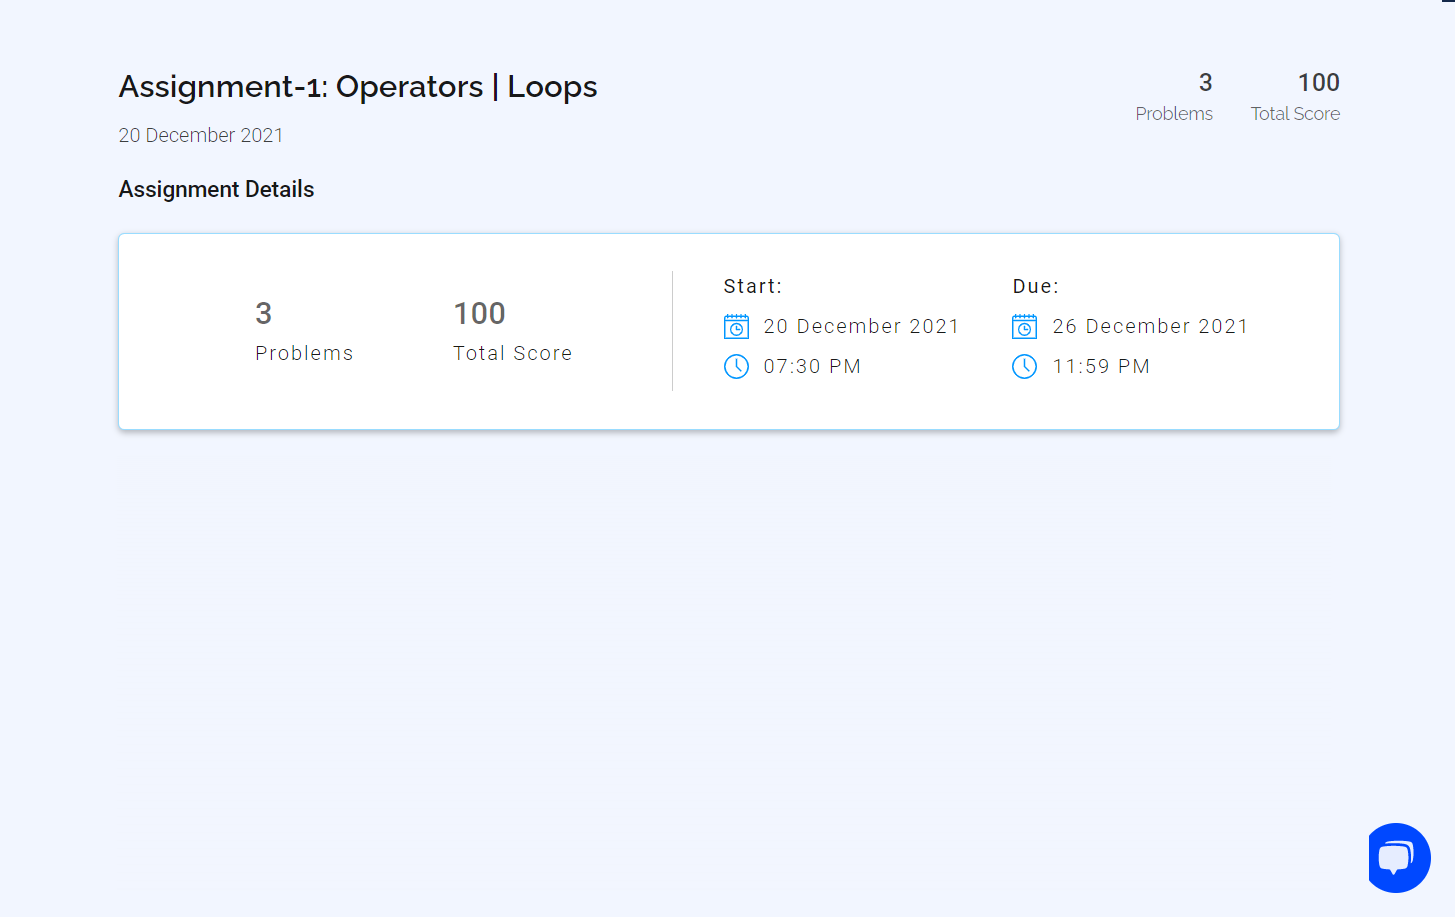 Assignment-1: Operators | Loops
3
Problems
100
Total Score
20 December 2021
Assignment Details
3
Problems
100
Total Score
Start:
20 December 2021
07:30 PM
Due:
26 December 2021
11:59 PM